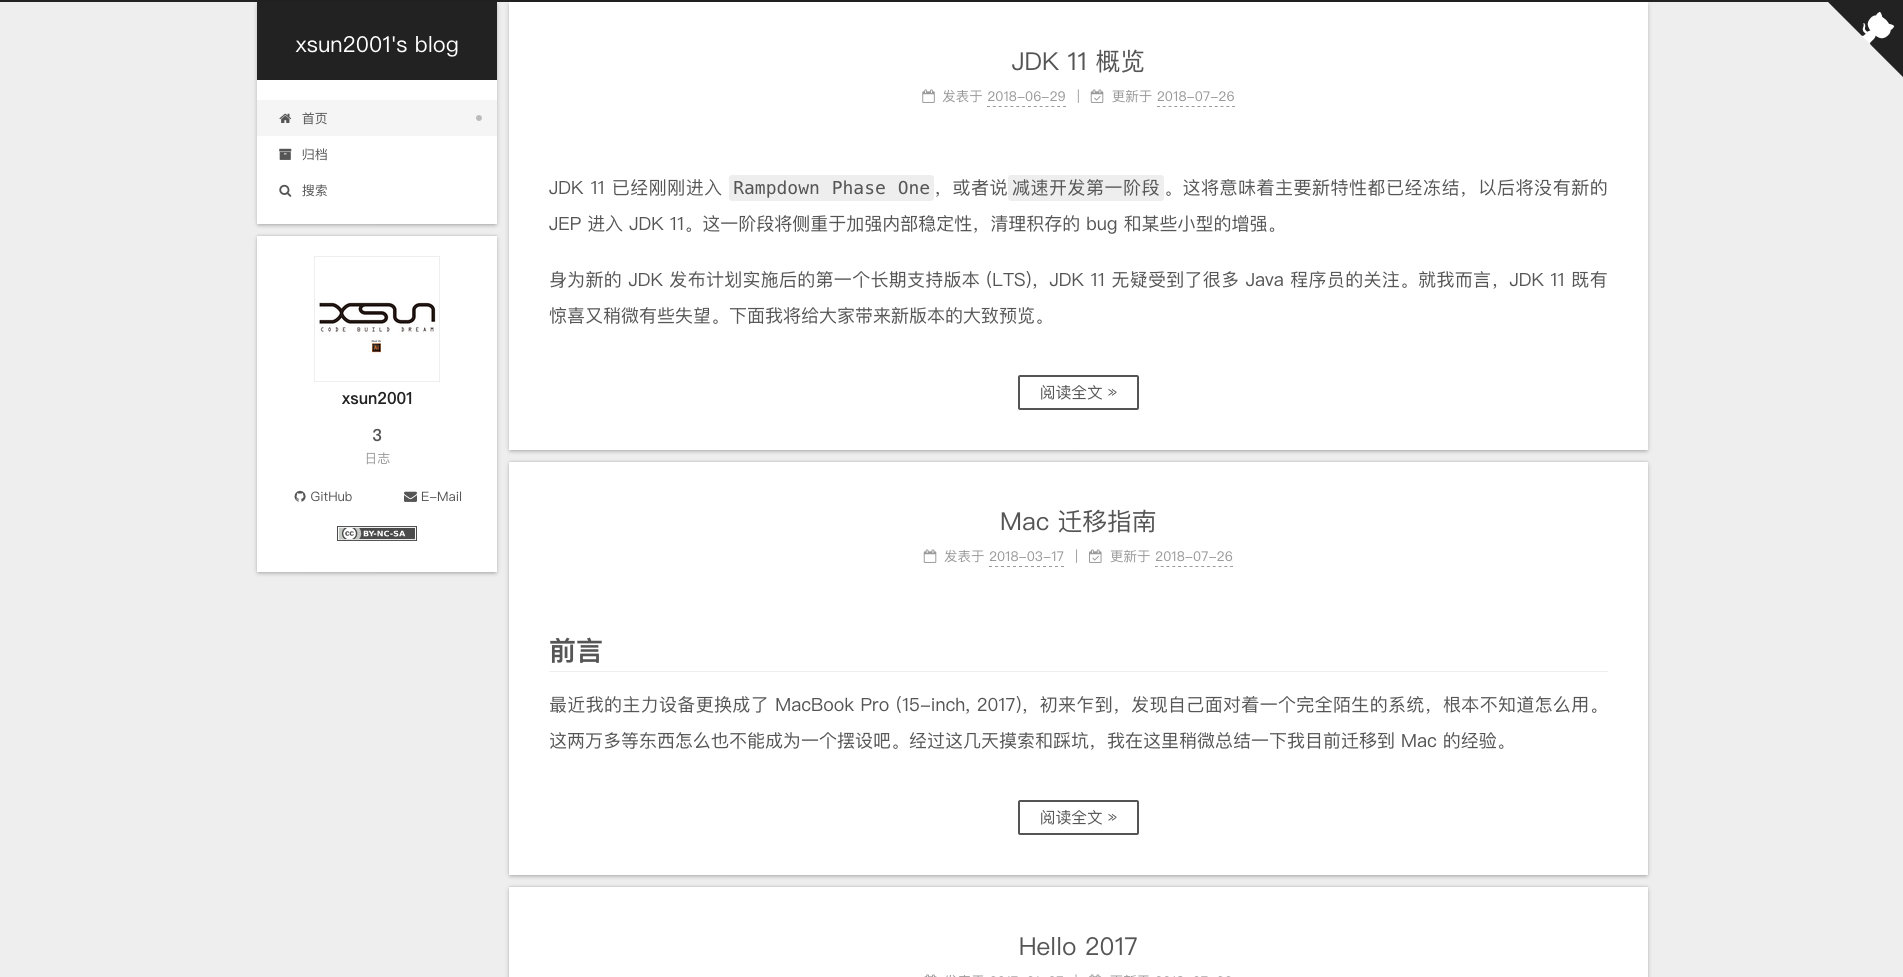 xsun2001's blog
首页
归档
搜索
XSUN
CODE BUILD DREAM
xsun2001
3
日志
GitHub E-Mail
cc BY-NC-SA
JDK 11 概览
发表于 2018-06-29 | 更新于 2018-07-26
JDK 11 已经刚刚进入 Rampdown Phase One，或者说减速开发第一阶段。这将意味着主要新特性都已经冻结，以后将没有新的
JEP 进入 JDK 11。这一阶段将侧重于加强内部稳定性，清理积存的 bug 和某些小型的增强。
身为新的 JDK 发布计划实施后的第一个长期支持版本 (LTS)，JDK 11 无疑受到了很多 Java 程序员的关注。就我而言，JDK 11 既有
惊喜又稍微有些失望。下面我将给大家带来新版本的大致预览。
阅读全文 »
Mac 迁移指南
发表于 2018-03-17 | 更新于 2018-07-26
前言
最近我的主力设备更换成了 MacBook Pro (15-inch, 2017)，初来乍到，发现自己面对着一个完全陌生的系统，根本不知道怎么用。
这两万多等东西怎么也不能成为一个摆设吧。经过这几天摸索和踩坑，我在这里稍微总结一下我目前迁移到 Mac 的经验。
阅读全文 »
Hello 2017